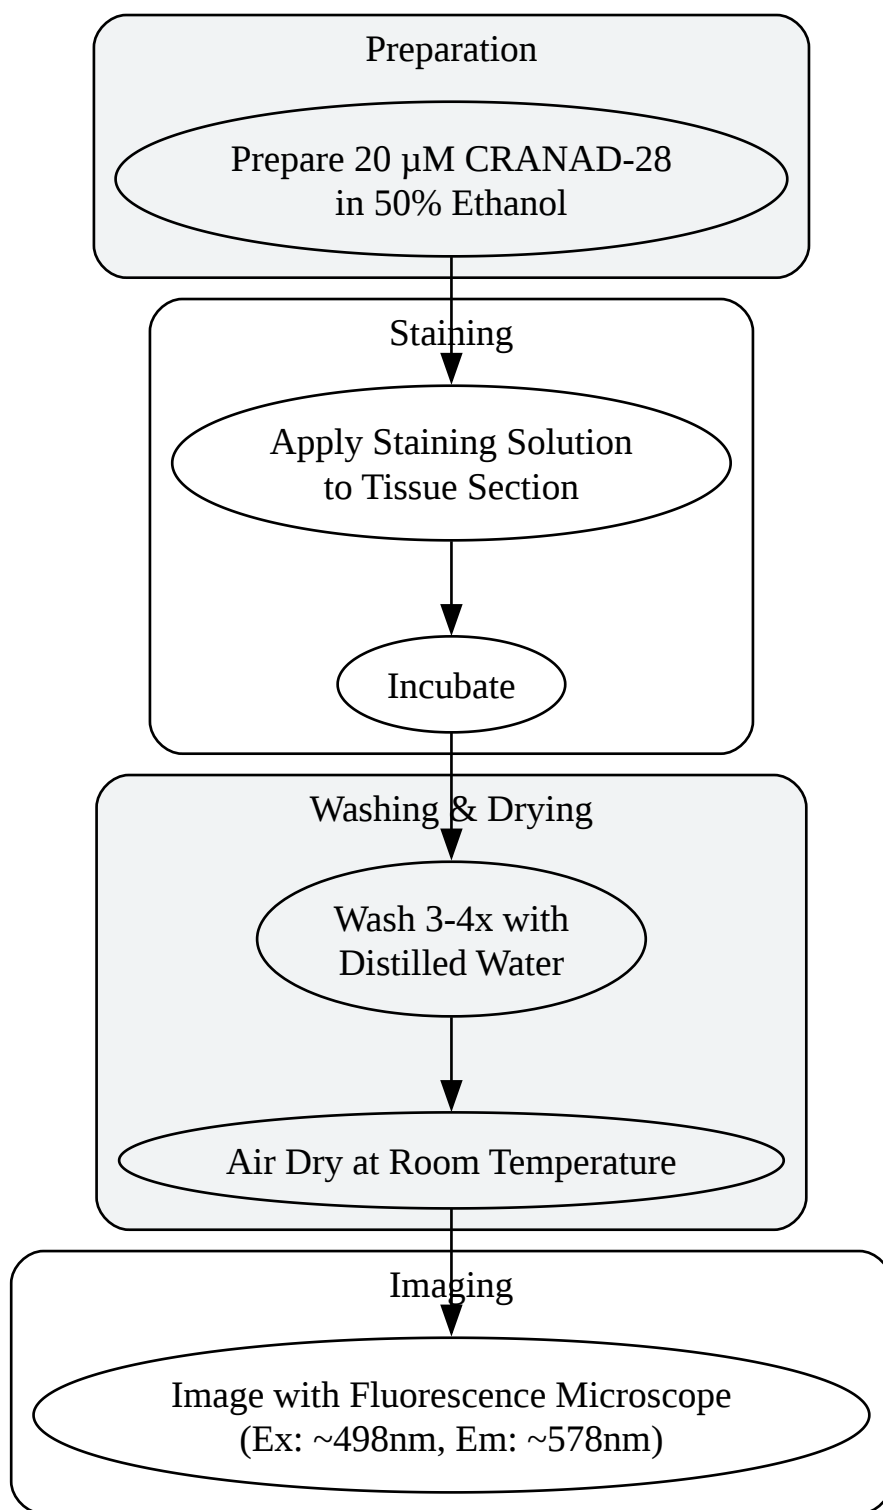 Preparation
Prepare 20 µM CRANAD-28
in 50% Ethanol
Staining
Apply Staining Solution
to Tissue Section
Incubate
Washing & Drying
Wash 3-4x with
Distilled Water
Air Dry at Room Temperature
Imaging
Image with Fluorescence Microscope
(Ex: ~498nm, Em: ~578nm)